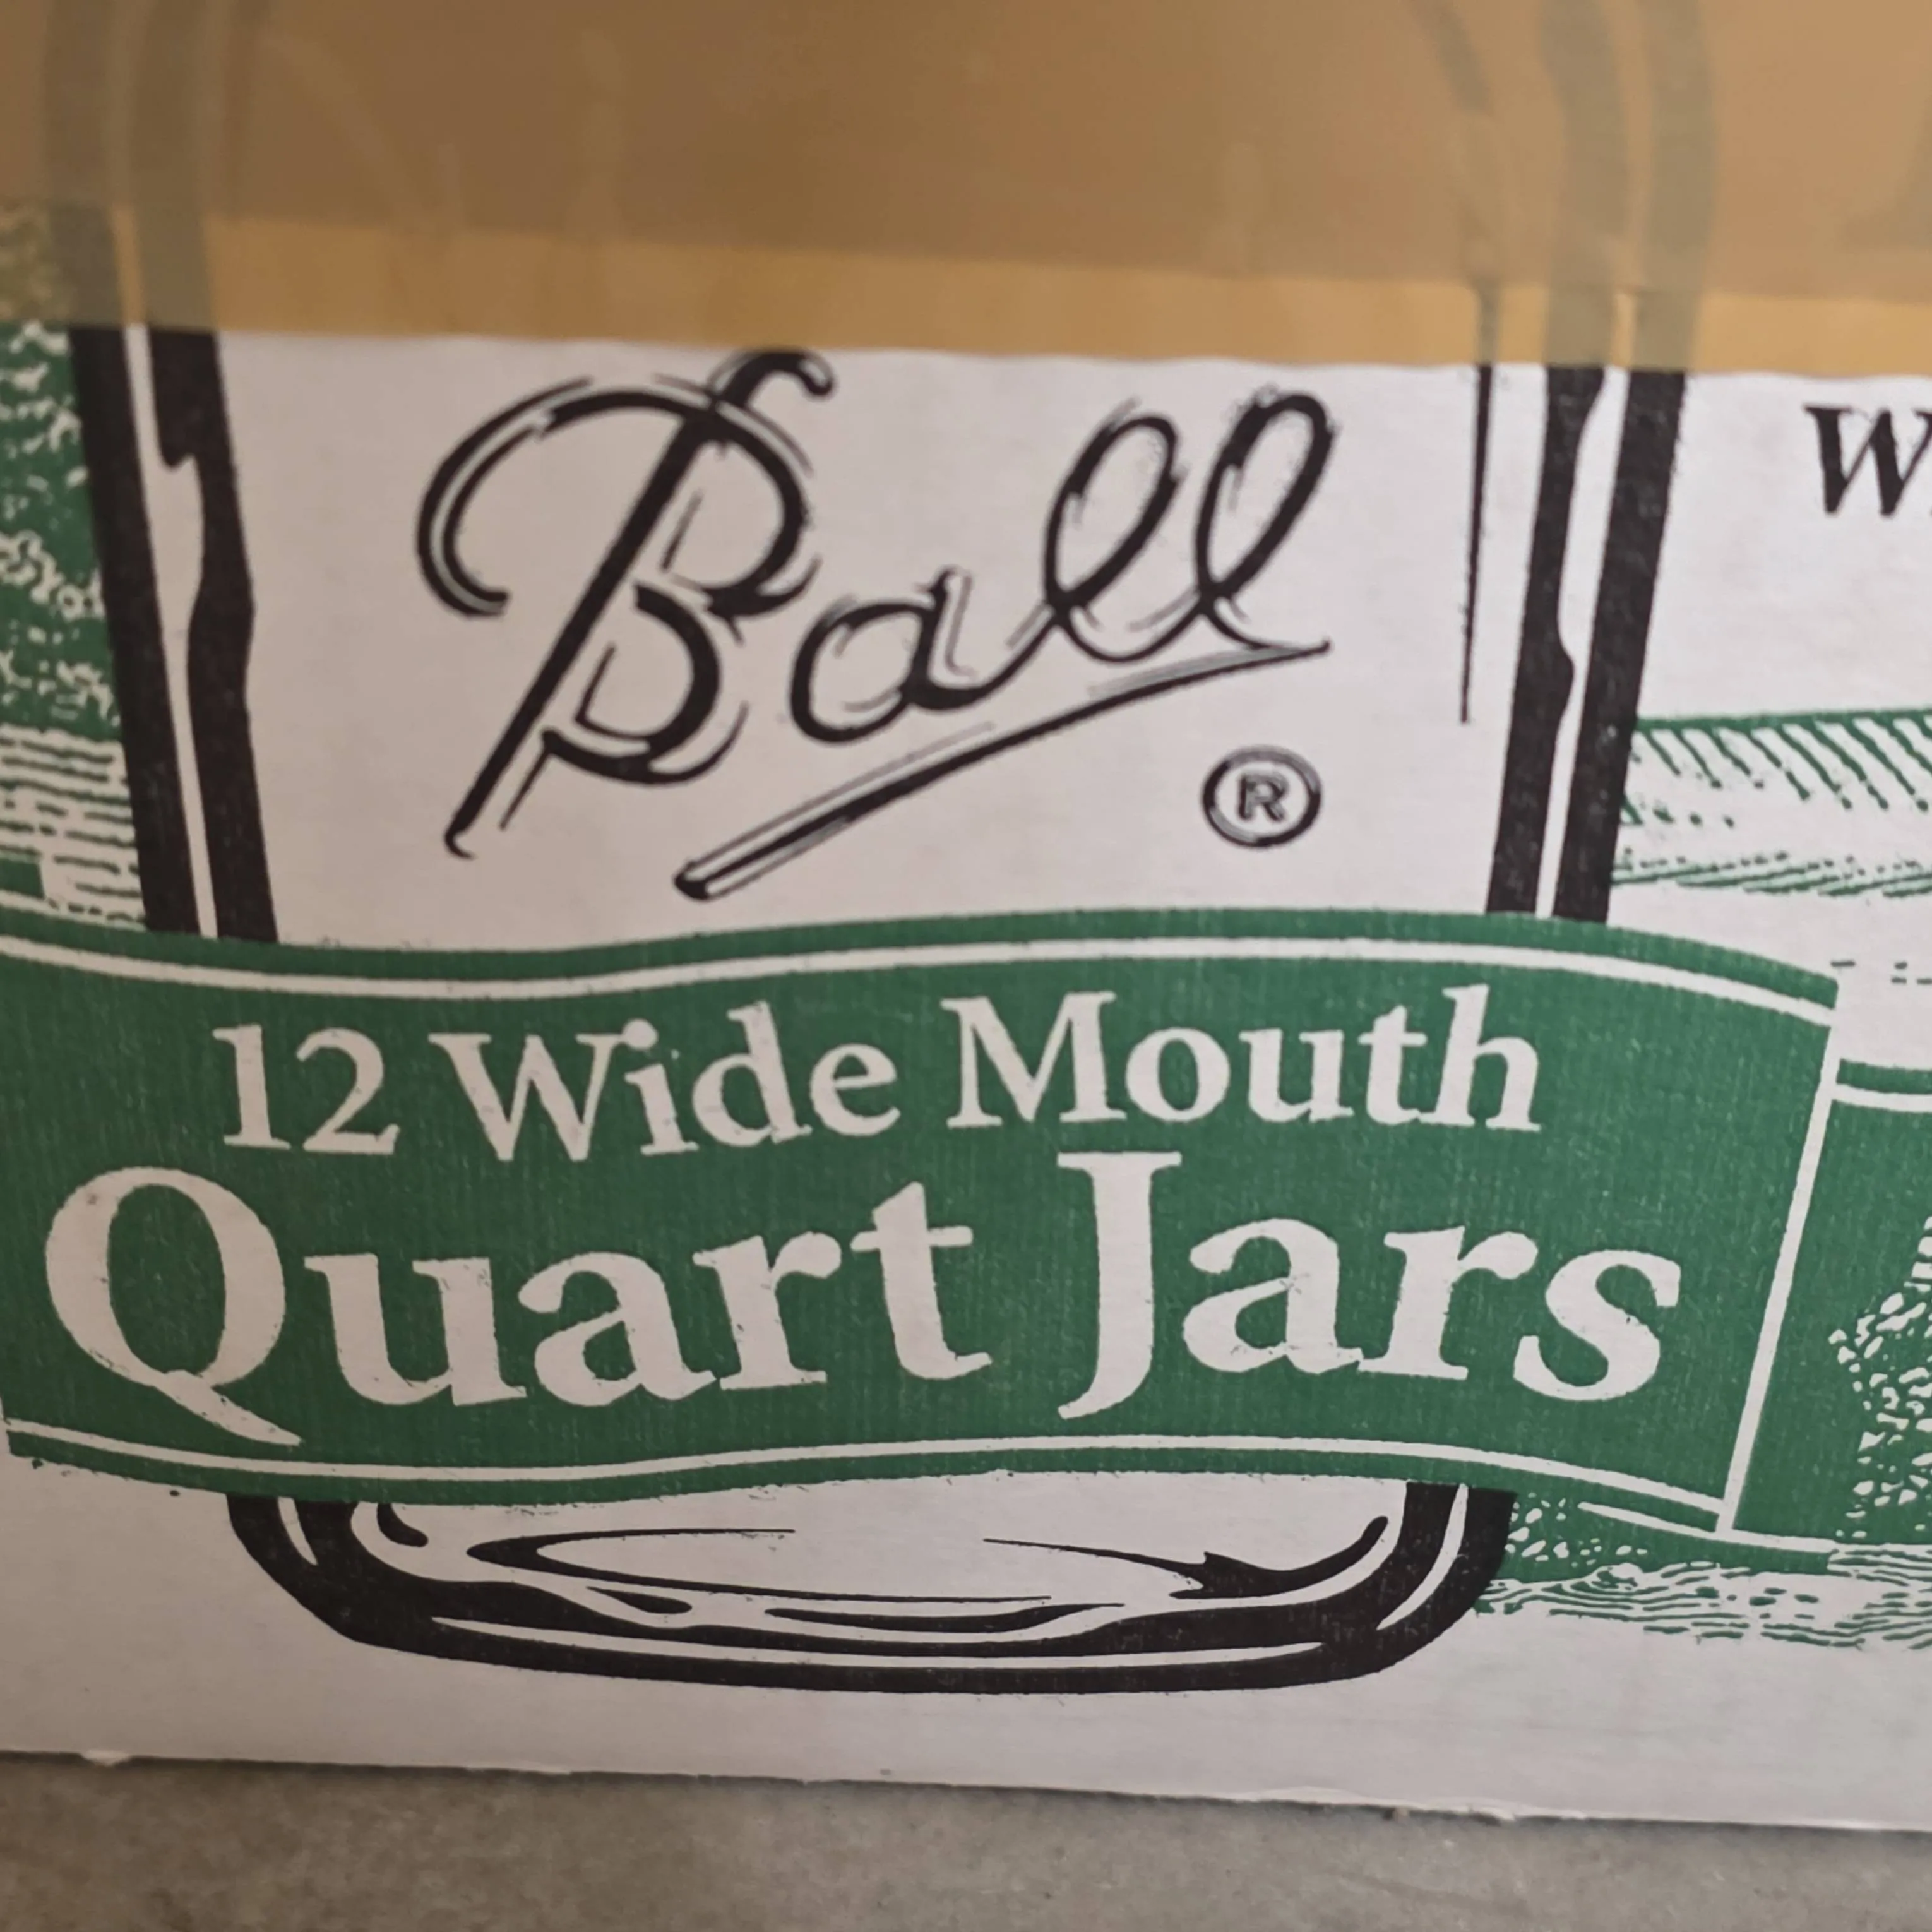 Ball
®
12 Wide Mouth
Quart Jars